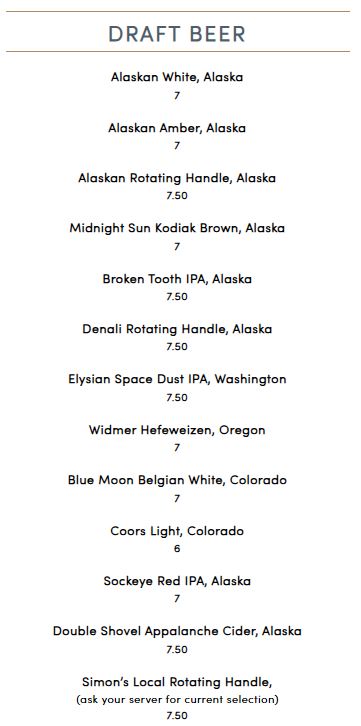 DRAFT BEER
Alaskan White, Alaska
7
Alaskan Amber, Alaska
7
Alaskan Rotating Handle, Alaska
7.50
Midnight Sun Kodiak Brown, Alaska
7
Broken Tooth IPA, Alaska
7.50
Denali Rotating Handle, Alaska
7.50
Elysian Space Dust IPA, Washington
7.50
Widmer Hefeweizen, Oregon
7
Blue Moon Belgian White, Colorado
7
Coors Light, Colorado
6
Sockeye Red IPA, Alaska
7
Double Shovel Appalanche Cider, Alaska
7.50
Simon's Local Rotating Handle,
(ask your server for current selection)
7.50